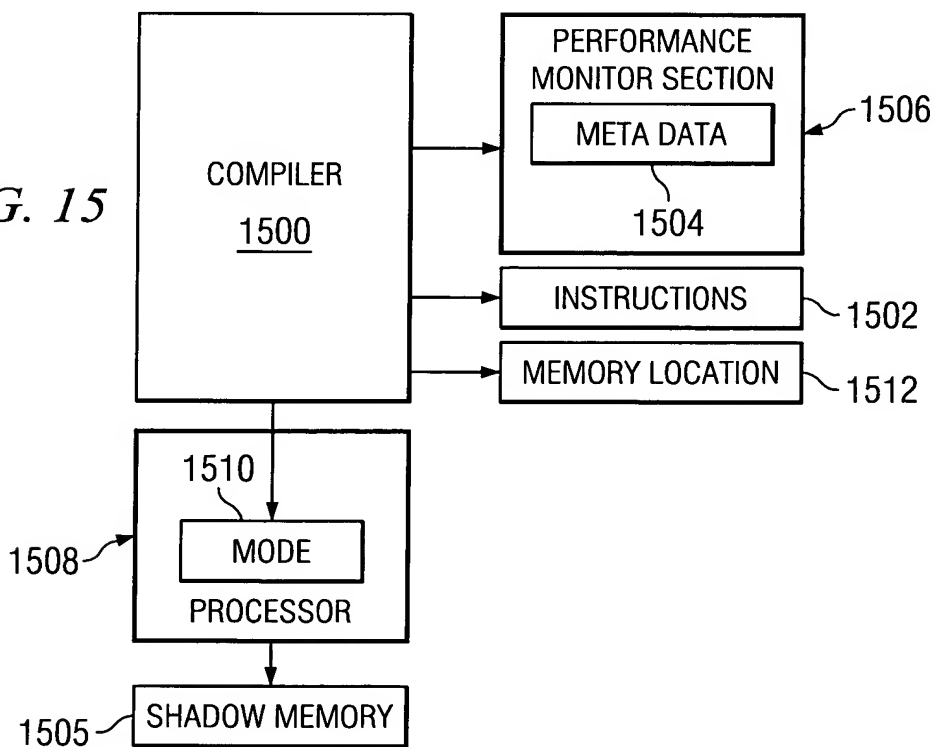 PERFORMANCE
MONITOR SECTION
META DATA
1504
1506
COMPILER
1500
G. 15
INSTRUCTIONS
1502
MEMORY LOCATION
1512
1510
MODE
1508
PROCESSOR
SHADOW MEMORY
1505